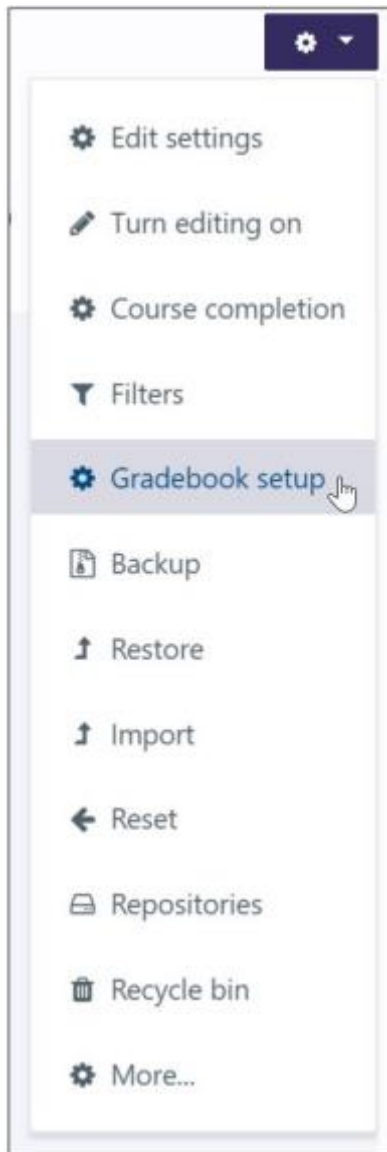 Edit settings
Turn editing on
Course completion
Filters
Gradebook setup
Backup
Restore
Import
Reset
Repositories
Recycle bin
More...